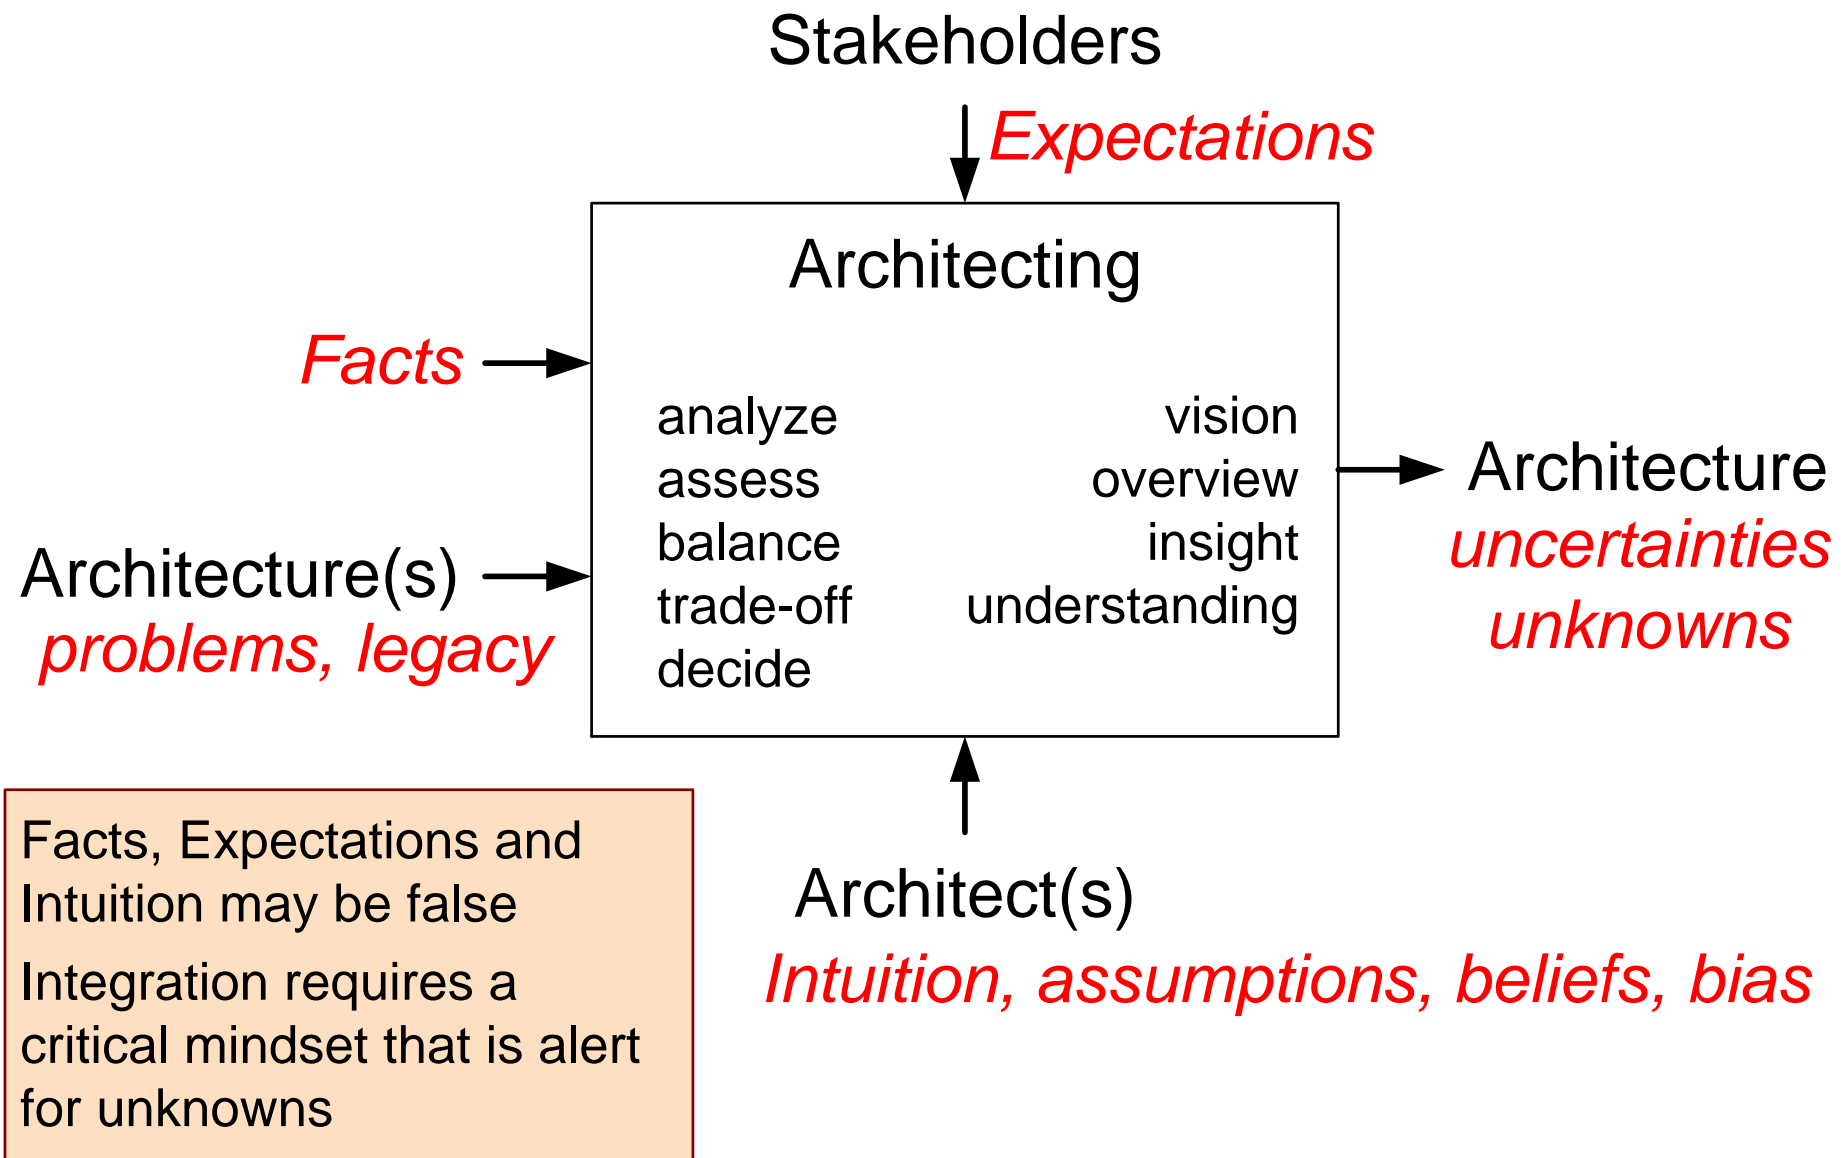 Stakeholders
Expectations
Architecting
Facts
analyze
assess
balance
trade-off
decide
vision
overview
insight
understanding
Architecture(s)
problems, legacy
Architecture
uncertainties
unknowns
Architect(s)
Intuition, assumptions, beliefs, bias
Facts, Expectations and
Intuition may be false
Integration requires a
critical mindset that is alert
for unknowns